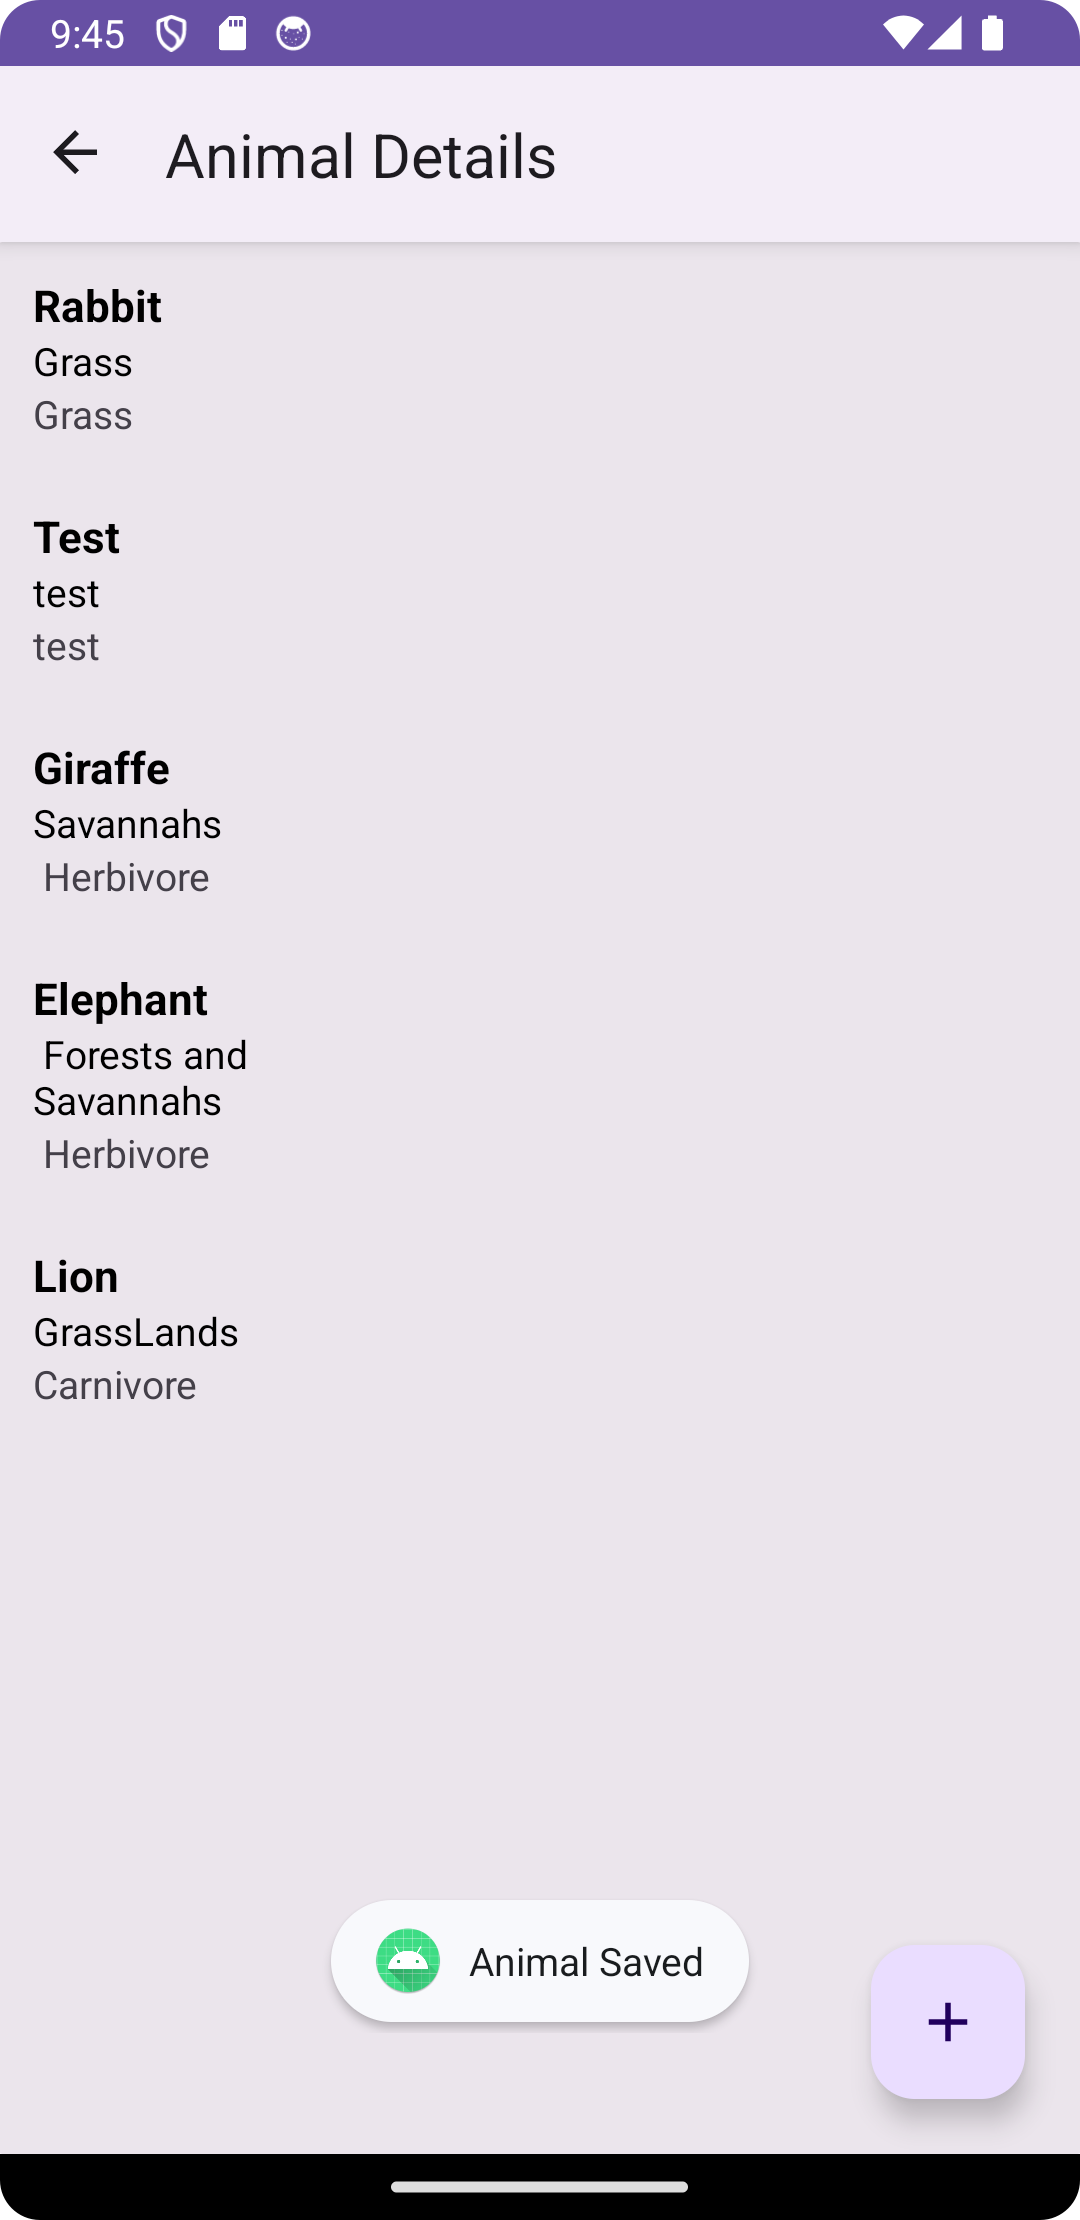 9:45
Animal Details
Rabbit
Grass
Grass
Test
test
test
Giraffe
Savannahs
Herbivore
Elephant
Forests and
Savannahs
Herbivore
Lion
GrassLands
Carnivore
Animal Saved